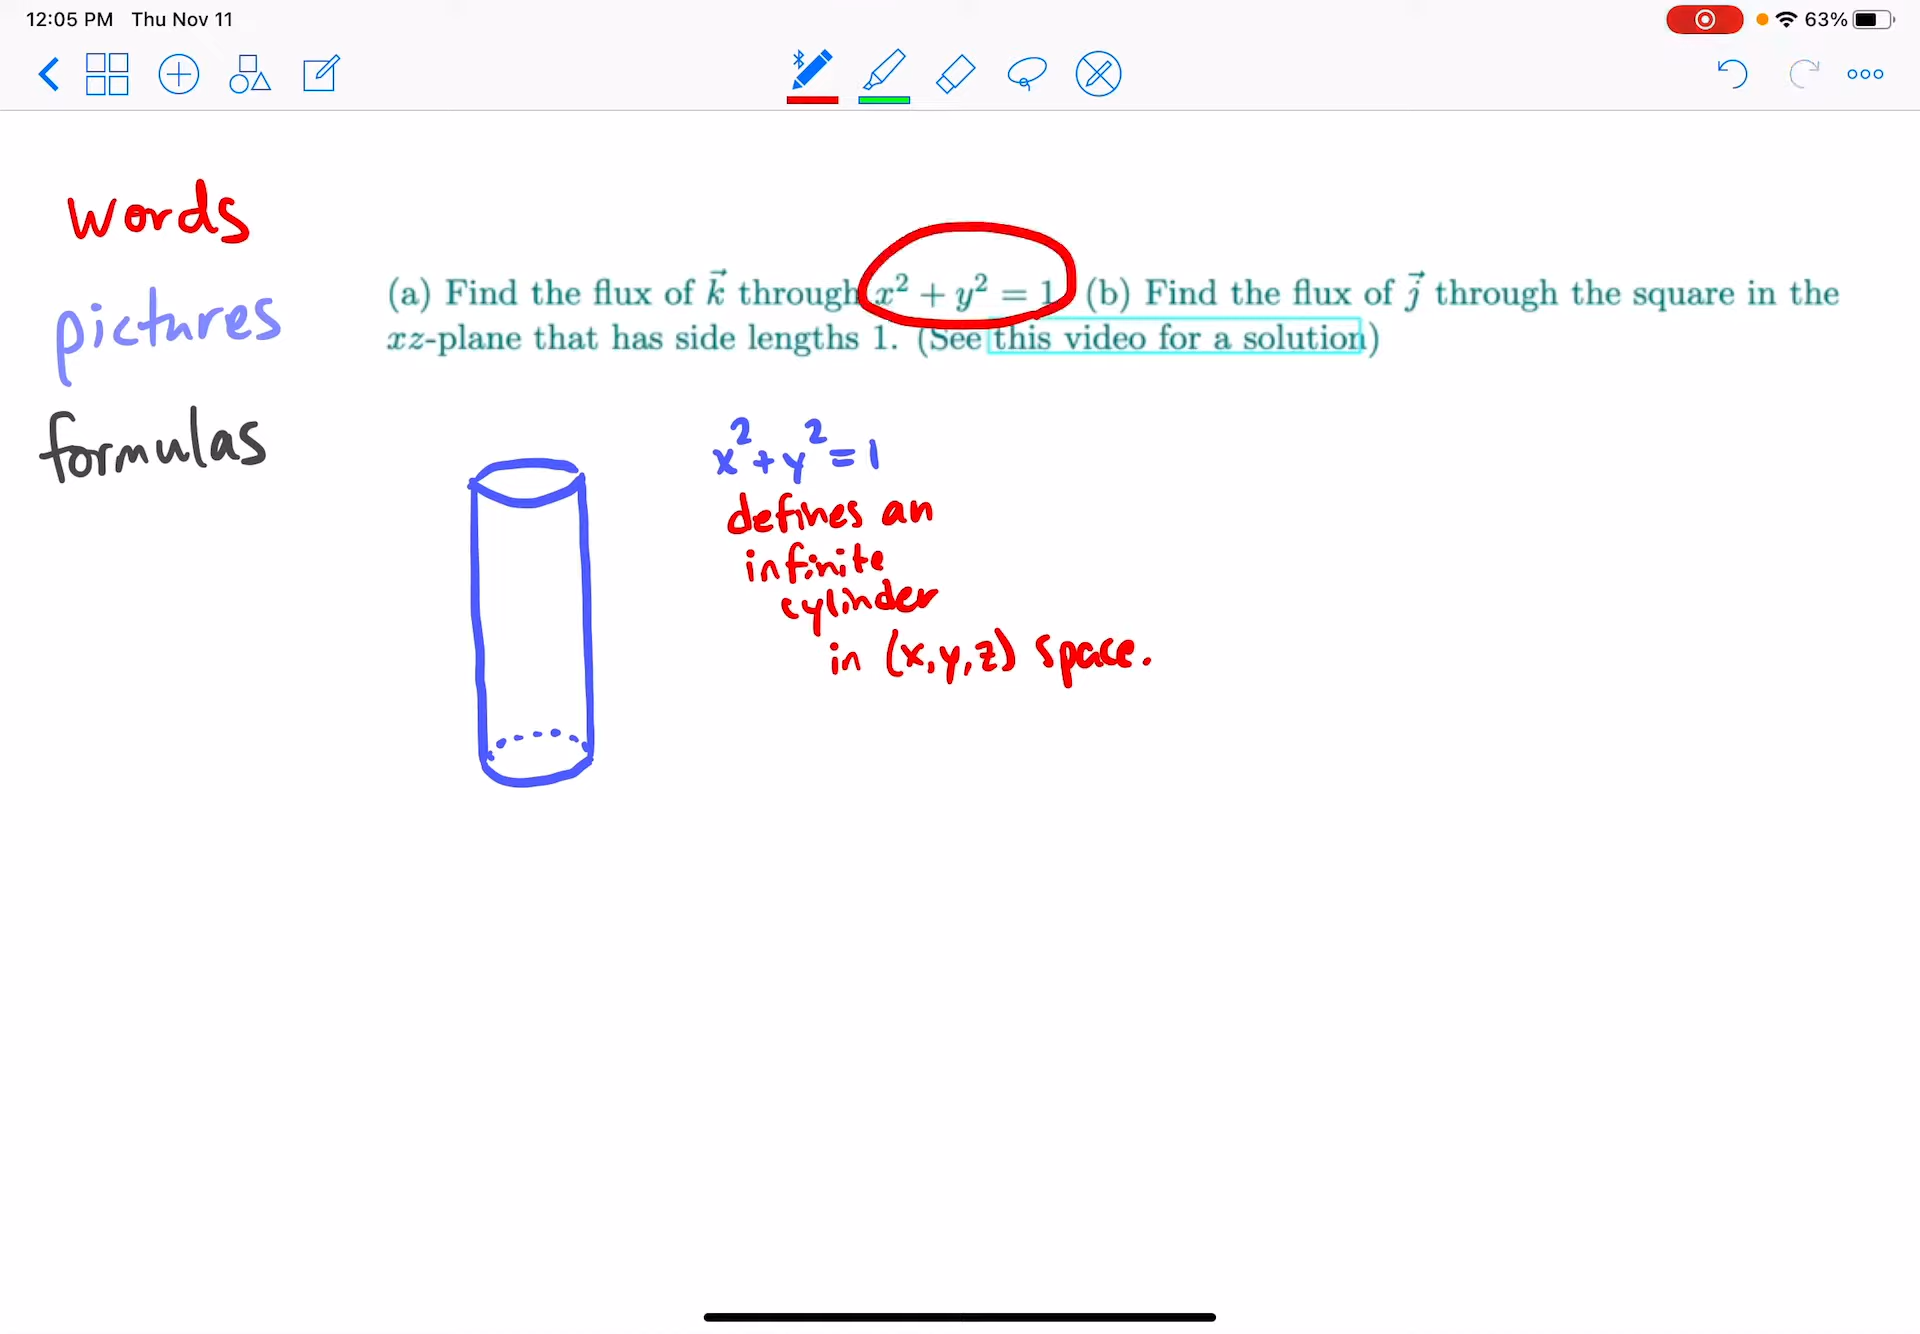 12:05 PM Thu Nov 11
63%
words
pictures
formulas
(a) Find the flux of k⃗ through x² + y² = 1 (b) Find the flux of j⃗ through the square in the
xz-plane that has side lengths 1. (See this video for a solution)
x² + y² = 1
defines an
infinite
cylinder
in (x,y,z) space.